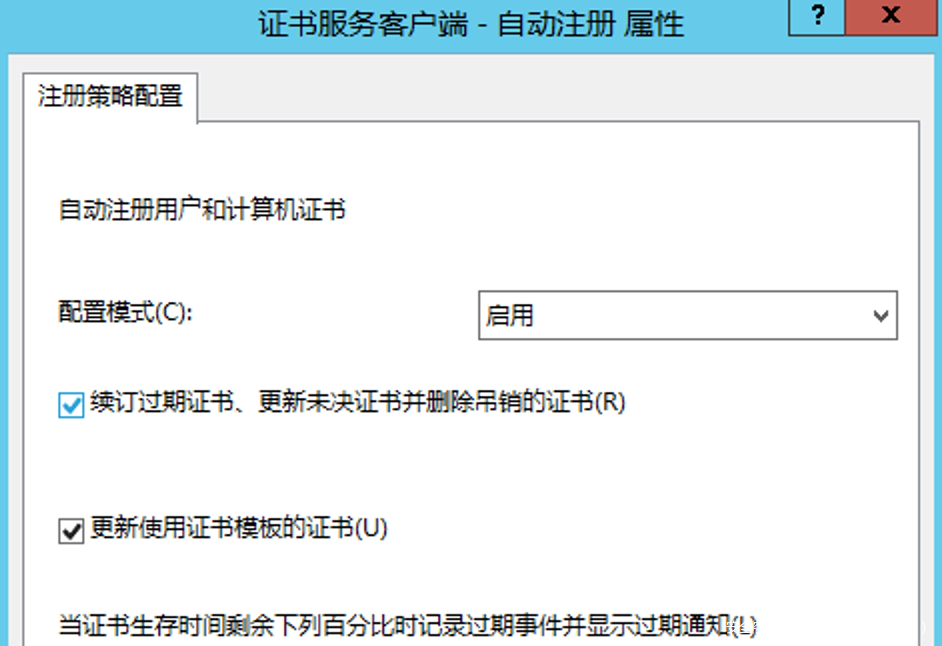 证书服务客户端 - 自动注册 属性
? x
注册策略配置
自动注册用户和计算机证书
配置模式(C):
启用
续订过期证书、更新未决证书并删除吊销的证书(R)
更新使用证书模板的证书(U)
当证书生存时间剩余下列百分比时记录过期事件并显示过期通知(L)